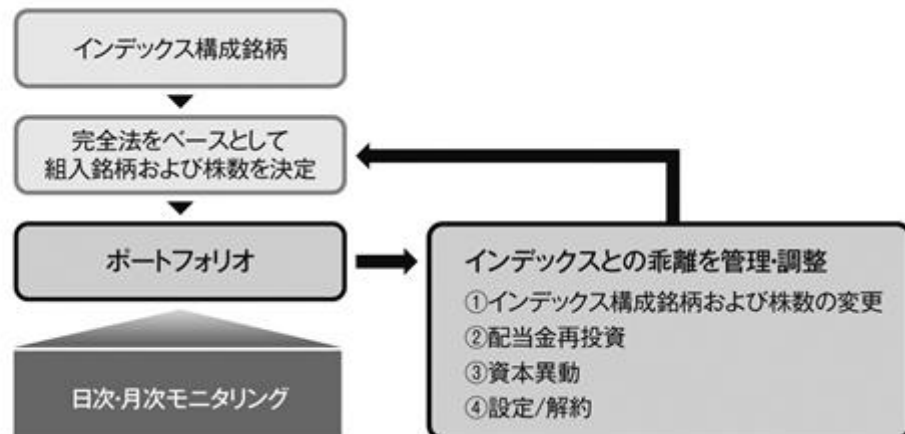 インデックス構成銘柄
完全法をベースとして
組入銘柄および株数を決定
ポートフォリオ
日次・月次モニタリング
インデックスとの乖離を管理・調整
①インデックス構成銘柄および株数の変更
②配当金再投資
③資本異動
④設定/解約